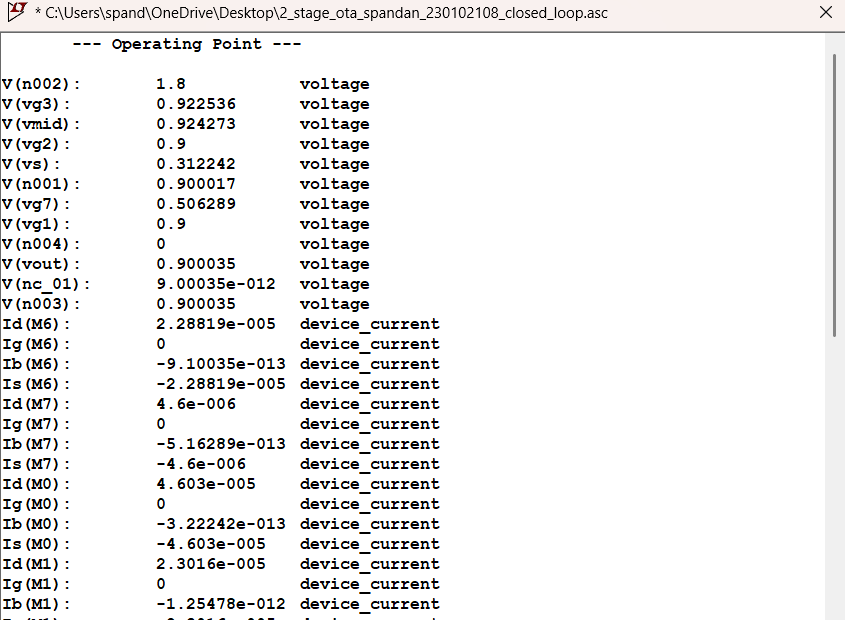 * C:\Users\spand\OneDrive\Desktop\2_stage_ota_spandan_230102108_closed_loop.asc
--- Operating Point ---
V(n002): 1.8 voltage
V(vg3): 0.922536 voltage
V(vmid): 0.924273 voltage
V(vg2): 0.9 voltage
V(vs): 0.312242 voltage
V(n001): 0.900017 voltage
V(vg7): 0.506289 voltage
V(vg1): 0.9 voltage
V(n004): 0 voltage
V(vout): 0.900035 voltage
V(nc_01): 9.00035e-012 voltage
V(n003): 0.900035 voltage
Id(M6): 2.28819e-005 device_current
Ig(M6): 0 device_current
Ib(M6): -9.10035e-013 device_current
Is(M6): -2.28819e-005 device_current
Id(M7): 4.6e-006 device_current
Ig(M7): 0 device_current
Ib(M7): -5.16289e-013 device_current
Is(M7): -4.6e-006 device_current
Id(M0): 4.603e-005 device_current
Ig(M0): 0 device_current
Ib(M0): -3.22242e-013 device_current
Is(M0): -4.603e-005 device_current
Id(M1): 2.3016e-005 device_current
Ig(M1): 0 device_current
Ib(M1): -1.25478e-012 device_current